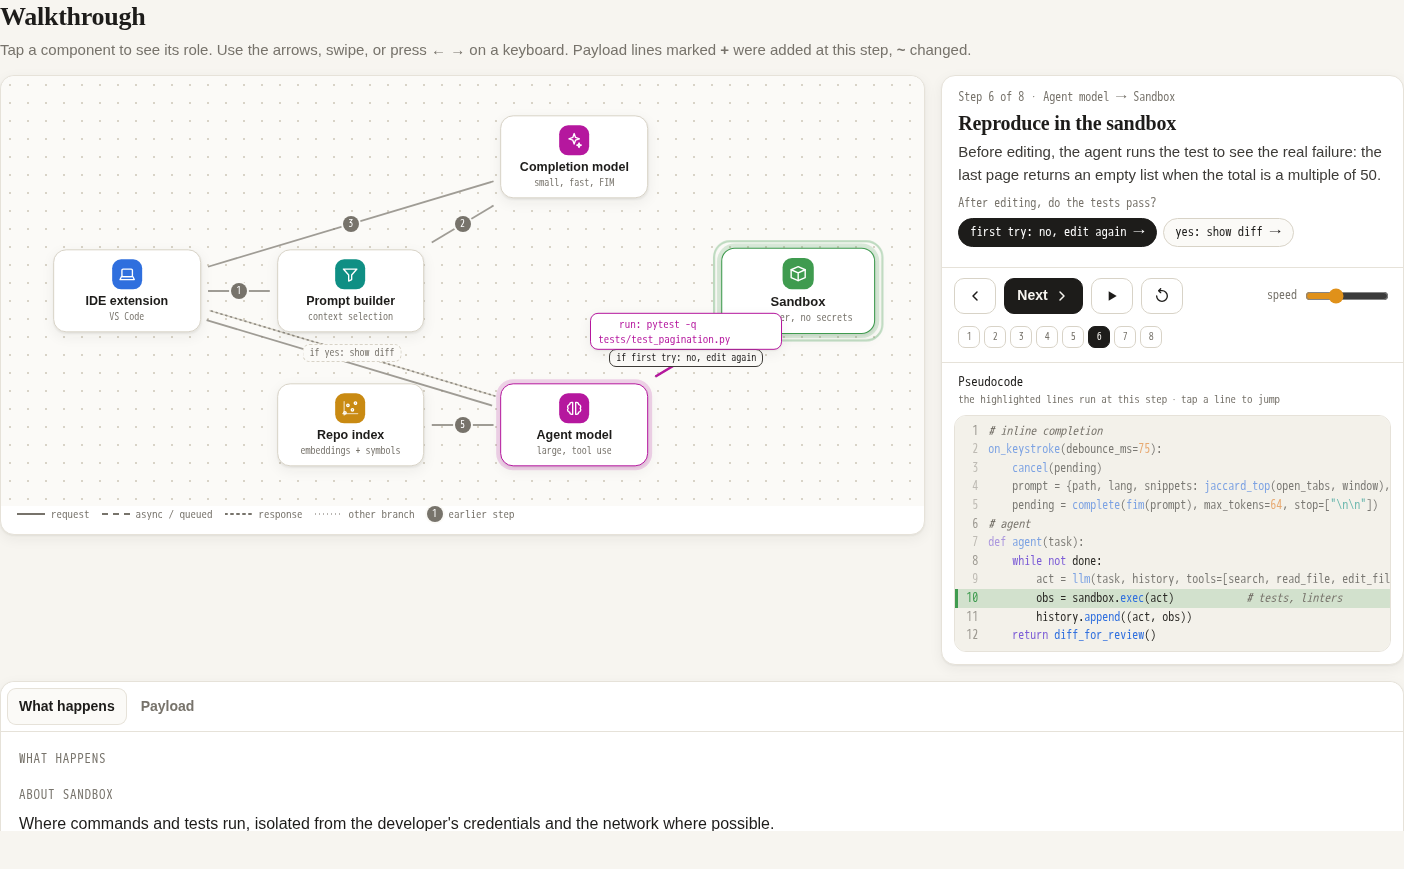 Walkthrough
Tap a component to see its role. Use the arrows, swipe, or press ← → on a keyboard. Payload lines marked + were added at this step, ~ changed.
Completion model
small, fast, FIM
3
2
IDE extension
VS Code
1
Prompt builder
context selection
Sandbox
er, no secrets
run: pytest -q
tests/test_pagination.py
if first try: no, edit again
if yes: show diff
Repo index
embeddings + symbols
5
Agent model
large, tool use
request
async / queued
response
other branch
1 earlier step
Step 6 of 8 · Agent model → Sandbox
Reproduce in the sandbox
Before editing, the agent runs the test to see the real failure: the
last page returns an empty list when the total is a multiple of 50.
After editing, do the tests pass?
first try: no, edit again →
yes: show diff →
Next
speed
1 2 3 4 5 6 7 8
Pseudocode
the highlighted lines run at this step · tap a line to jump
1 # inline completion
2 on_keystroke(debounce_ms=75):
3     cancel(pending)
4     prompt = {path, lang, snippets: jaccard_top(open_tabs, window),
5     pending = complete(fim(prompt), max_tokens=64, stop=["\n\n"])
6 # agent
7 def agent(task):
8     while not done:
9         act = llm(task, history, tools=[search, read_file, edit_fil
10         obs = sandbox.exec(act)            # tests, linters
11         history.append((act, obs))
12     return diff_for_review()
What happens
Payload
WHAT HAPPENS
ABOUT SANDBOX
Where commands and tests run, isolated from the developer's credentials and the network where possible.